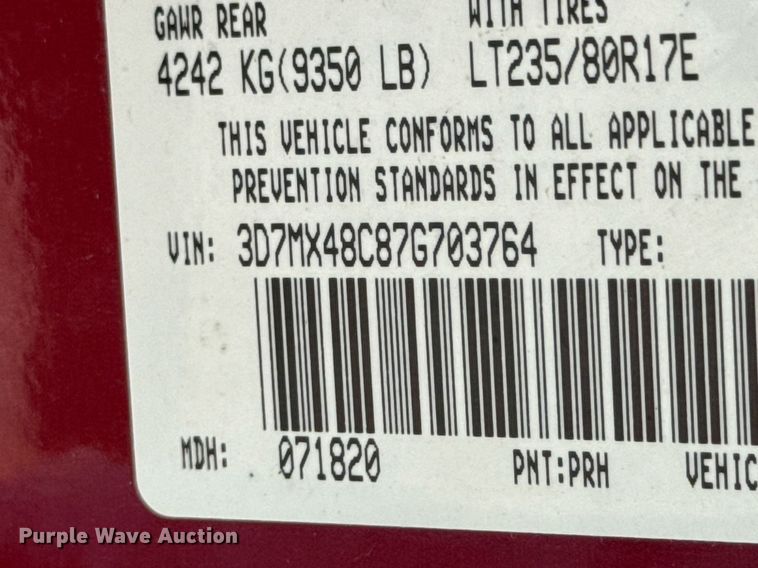 GAWR REAR WITH TIRES
4242 KG(9350 LB) LT235/80R17E
THIS VEHICLE CONFORMS TO ALL APPLICABLE
PREVENTION STANDARDS IN EFFECT ON THE
VIN: 3D7MX48C87G703764 TYPE:
MDH: 071820 PNT:PRH VEHIC
Purple Wave Auction